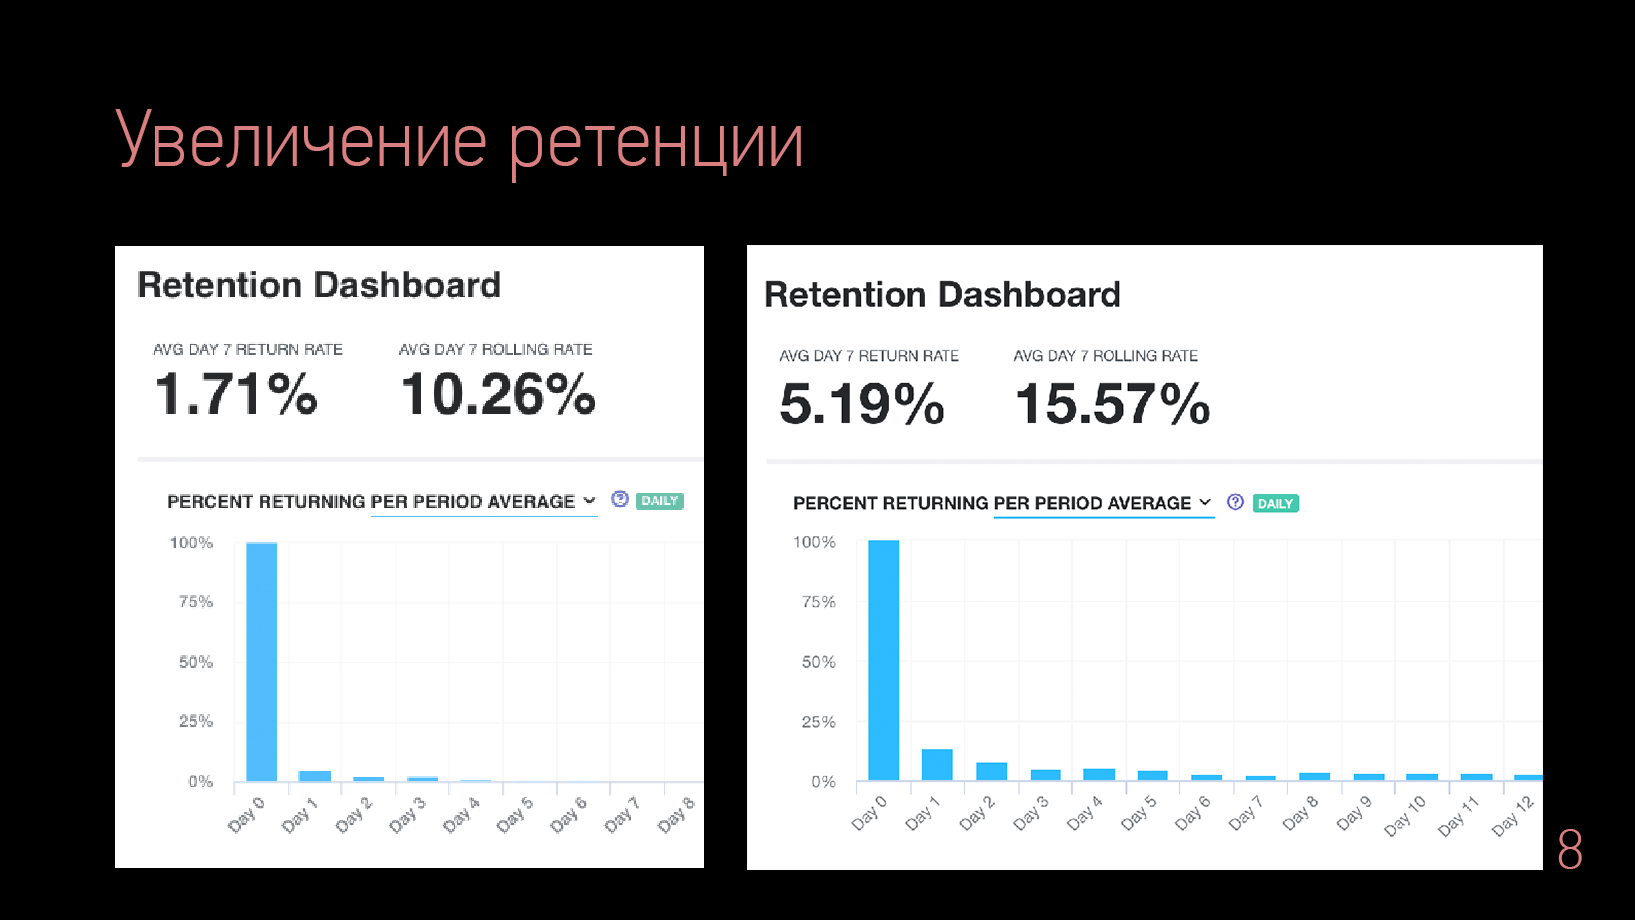 Увеличение ретенции
Retention Dashboard
AVG DAY 7 RETURN RATE
AVG DAY 7 ROLLING RATE
1.71%
10.26%
PERCENT RETURNING PER PERIOD AVERAGE
DAILY
100%
75%
50%
25%
0%
Day 0
Day 1
Day 2
Day 3
Day 4
Day 5
Day 6
Day 7
Day 8
Retention Dashboard
AVG DAY 7 RETURN RATE
AVG DAY 7 ROLLING RATE
5.19%
15.57%
PERCENT RETURNING PER PERIOD AVERAGE
DAILY
100%
75%
50%
25%
0%
Day 0
Day 1
Day 2
Day 3
Day 4
Day 5
Day 6
Day 7
Day 8
Day 9
Day 10
Day 11
Day 12
8